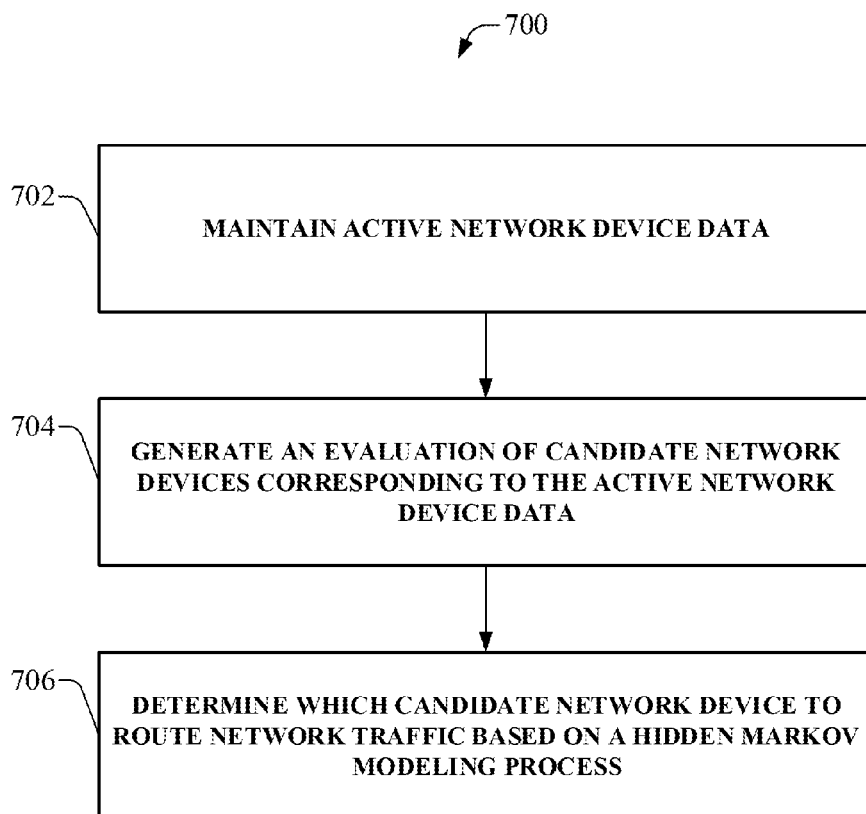 700
702
MAINTAIN ACTIVE NETWORK DEVICE DATA
704
GENERATE AN EVALUATION OF CANDIDATE NETWORK
DEVICES CORRESPONDING TO THE ACTIVE NETWORK
DEVICE DATA
706
DETERMINE WHICH CANDIDATE NETWORK DEVICE TO
ROUTE NETWORK TRAFFIC BASED ON A HIDDEN MARKOV
MODELING PROCESS